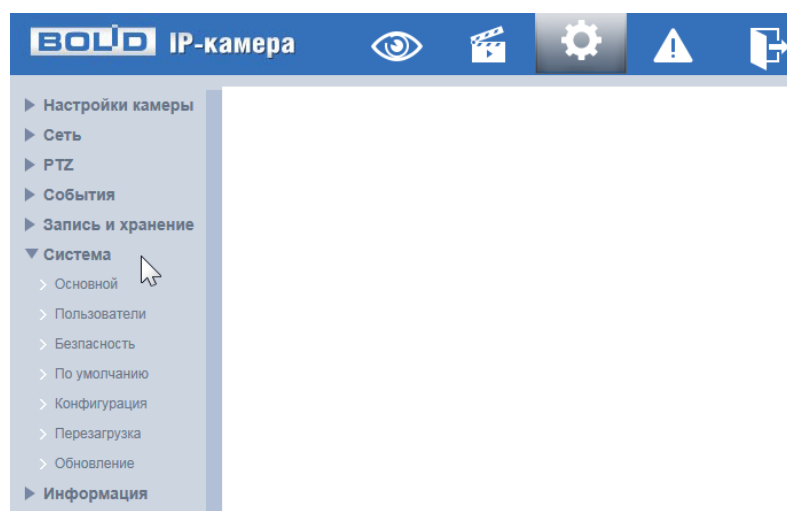 BOLID IP-камера
Настройки камеры
Сеть
PTZ
События
Запись и хранение
Система
Основной
Пользователи
Безпасность
По умолчанию
Конфигурация
Перезагрузка
Обновление
Информация